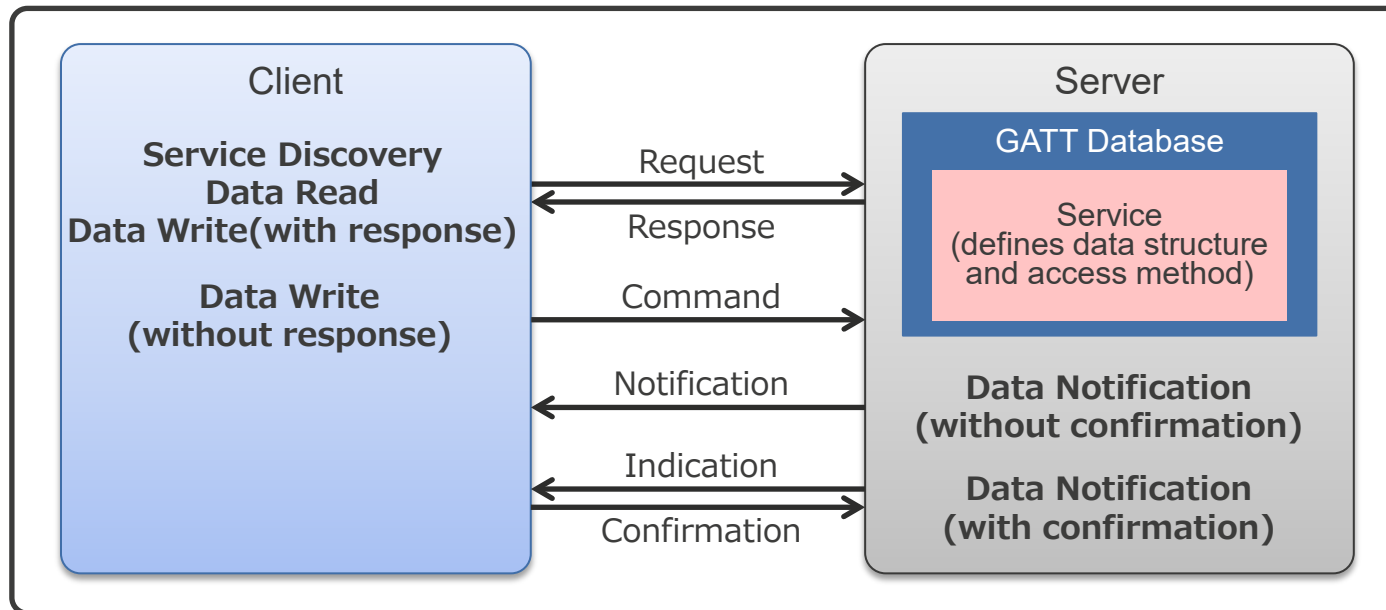 Client
Service Discovery
Data Read
Data Write(with response)
Data Write
(without response)
Request
Response
Command
Notification
Indication
Confirmation
Server
GATT Database
Service
(defines data structure
and access method)
Data Notification
(without confirmation)
Data Notification
(with confirmation)